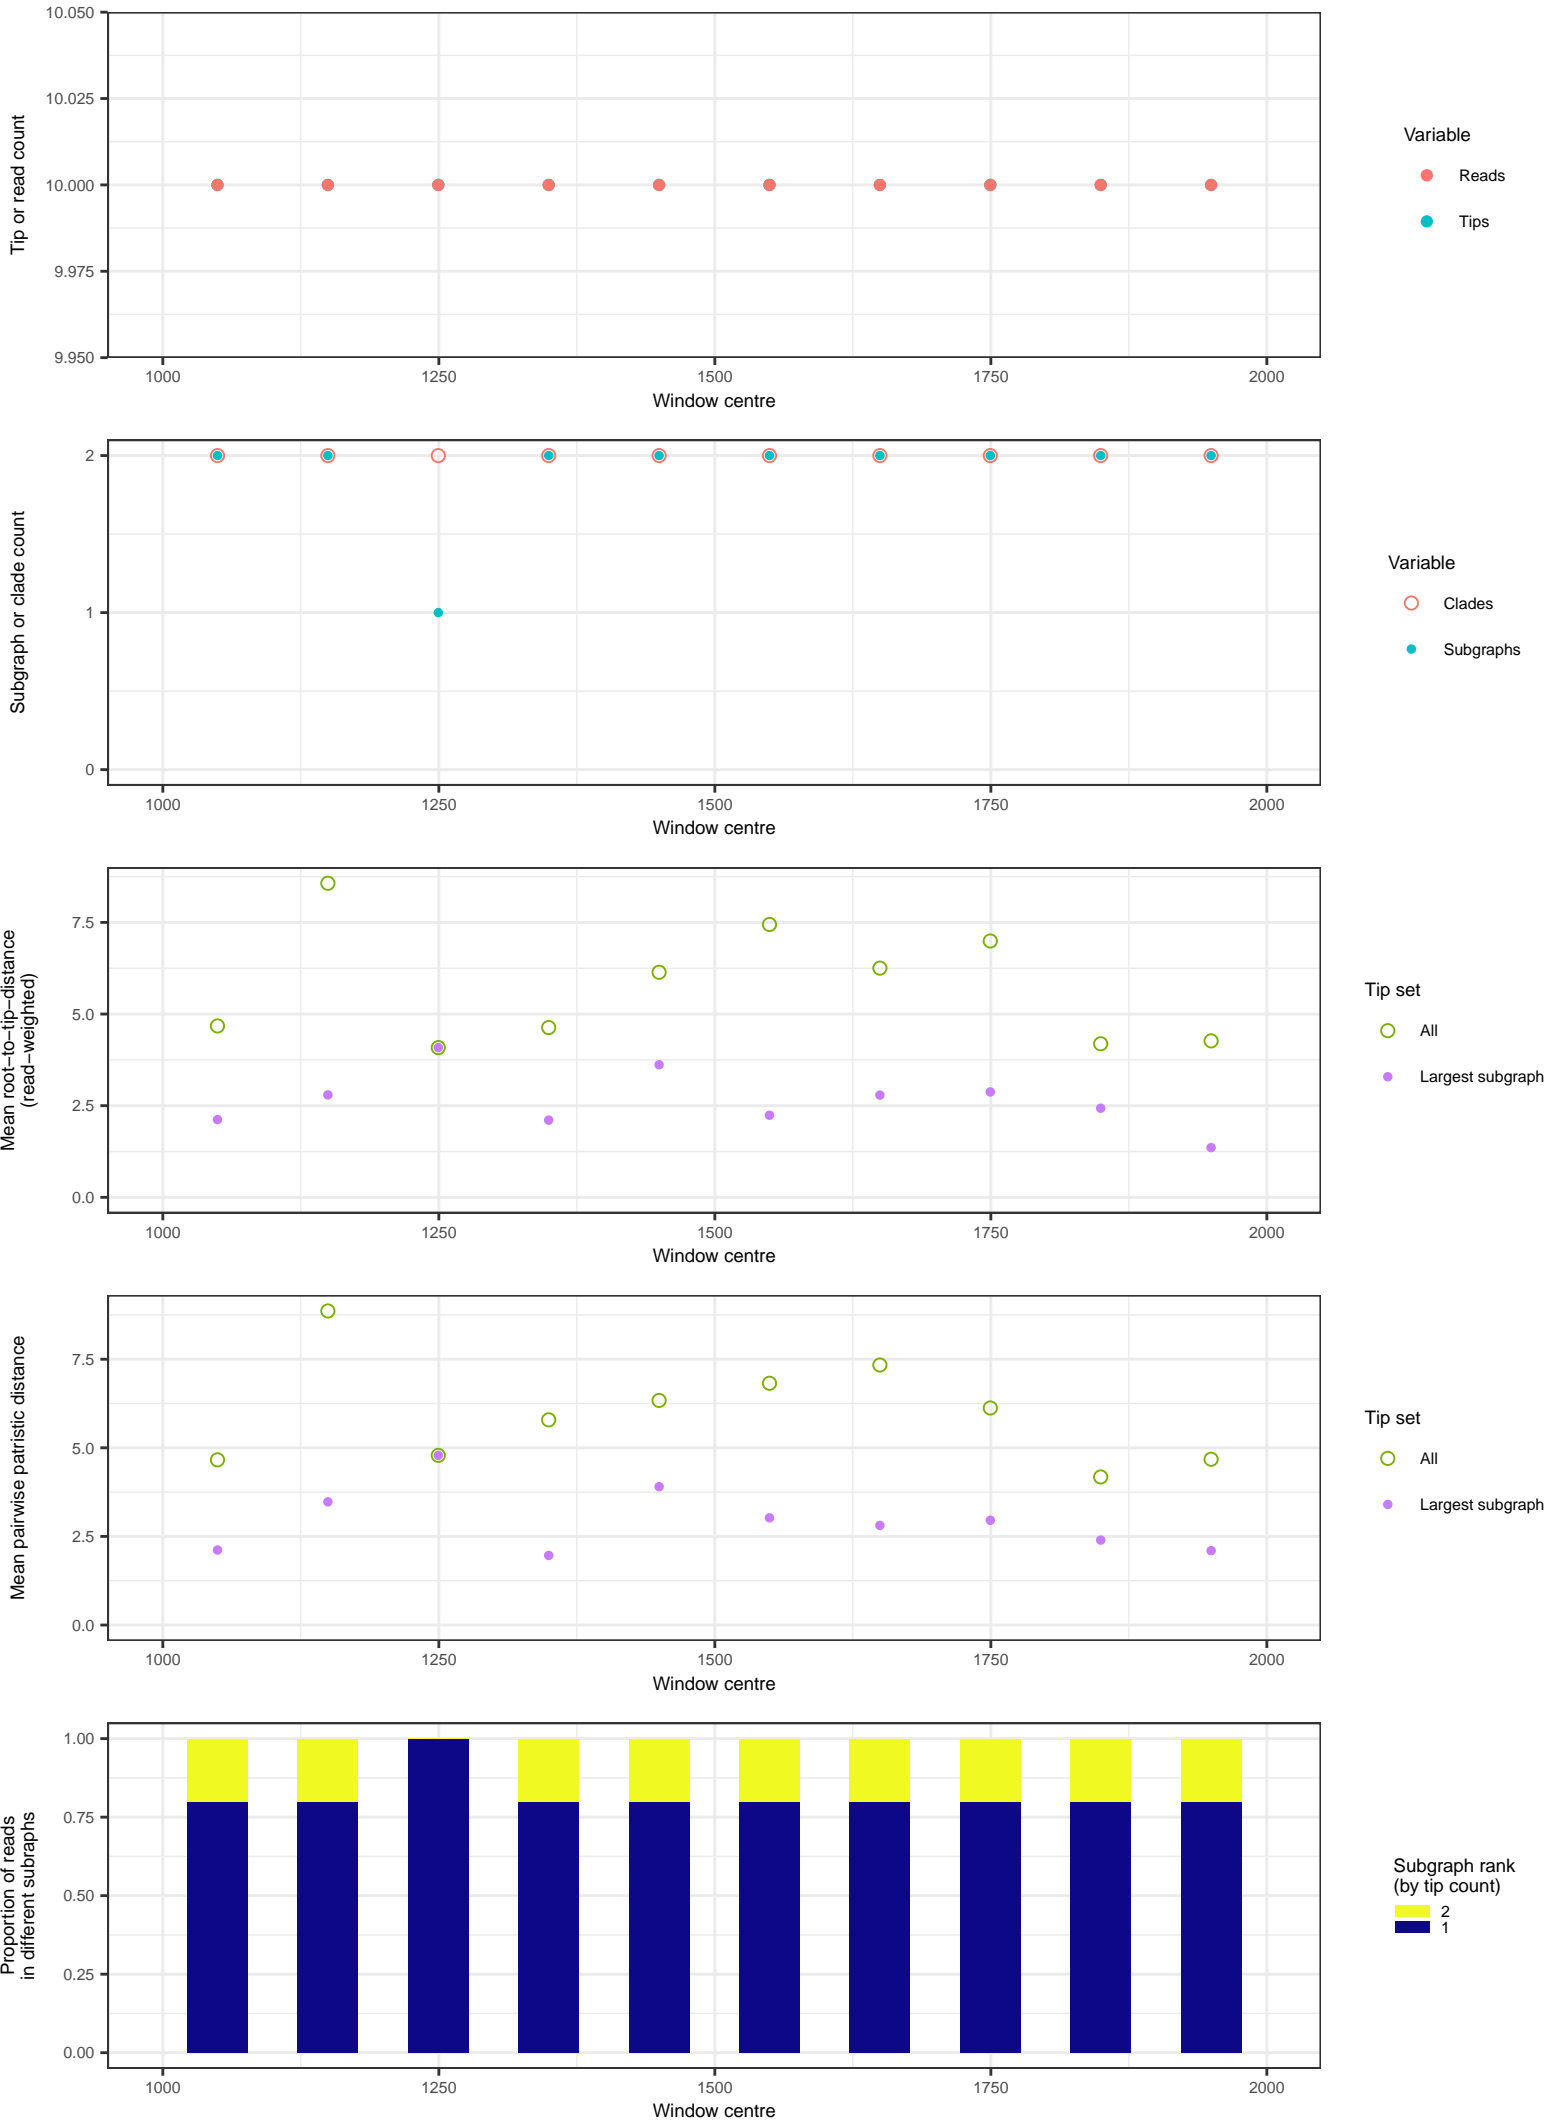 10.050
10.025
10.000
9.975
9.950
Tip or read count
1000 1250 1500 1750 2000
Window centre
Variable
Reads
Tips
2
1
0
Subgraph or clade count
1000 1250 1500 1750 2000
Window centre
Variable
Clades
Subgraphs
7.5
5.0
2.5
0.0
Mean root−to−tip−distance
(read−weighted)
1000 1250 1500 1750 2000
Window centre
Tip set
All
Largest subgraph
7.5
5.0
2.5
0.0
Mean pairwise patristic distance
1000 1250 1500 1750 2000
Window centre
Tip set
All
Largest subgraph
1.00
0.75
0.50
0.25
0.00
Proportion of reads
in different subraphs
1000 1250 1500 1750 2000
Window centre
Subgraph rank
(by tip count)
2
1